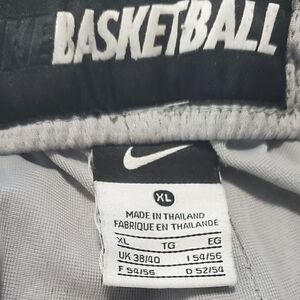 BASKETBALL
XL
MADE IN THAILAND
FABRIQUE EN THAÏLANDE
XL TG EG
UK 38/40 I 54/56
F 54/56 D 52/54